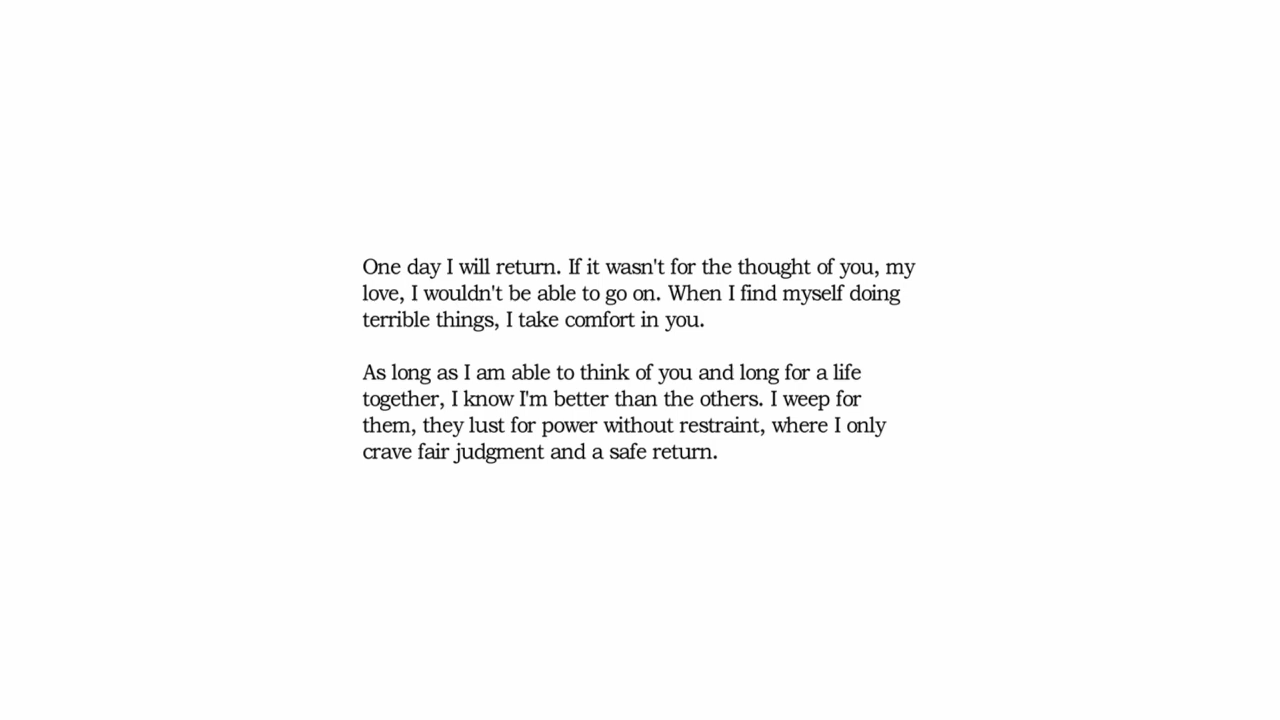 One day I will return. If it wasn't for the thought of you, my
love, I wouldn't be able to go on. When I find myself doing
terrible things, I take comfort in you.
As long as I am able to think of you and long for a life
together, I know I'm better than the others. I weep for
them, they lust for power without restraint, where I only
crave fair judgment and a safe return.